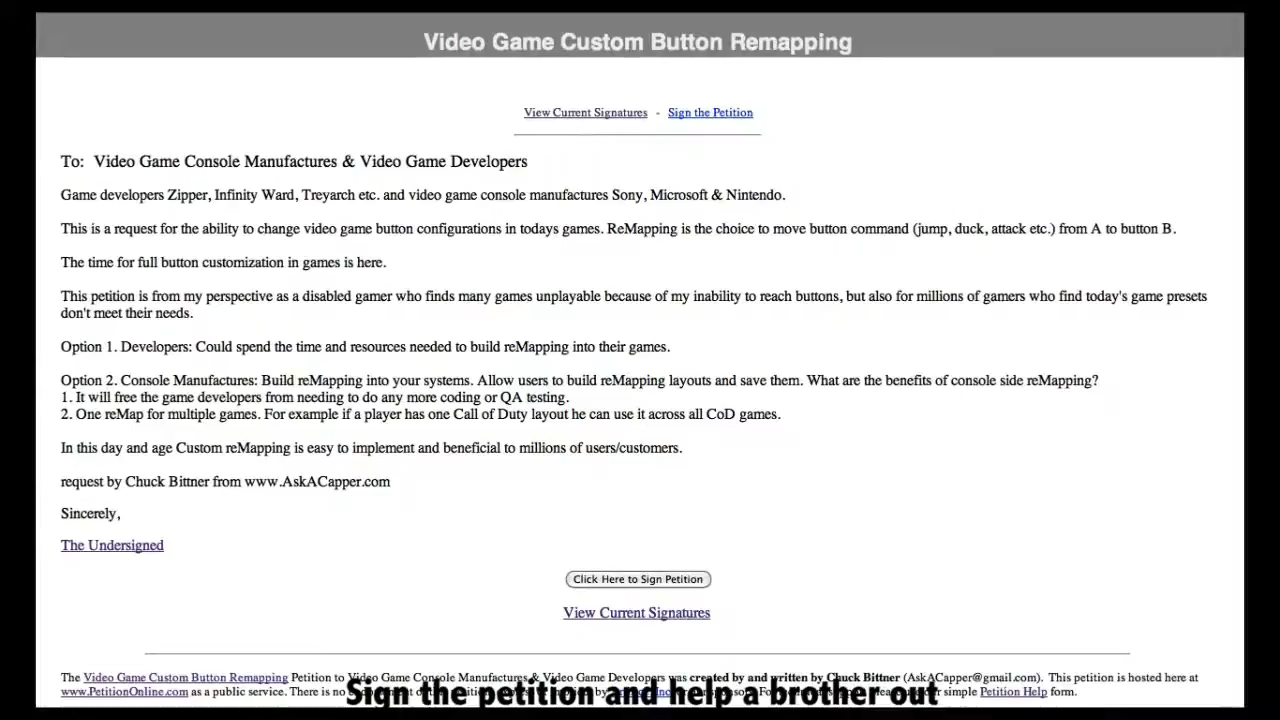 Video Game Custom Button Remapping
View Current Signatures - Sign the Petition
To: Video Game Console Manufactures & Video Game Developers
Game developers Zipper, Infinity Ward, Treyarch etc. and video game console manufactures Sony, Microsoft & Nintendo.
This is a request for the ability to change video game button configurations in todays games. ReMapping is the choice to move button command (jump, duck, attack etc.) from A to button B.
The time for full button customization in games is here.
This petition is from my perspective as a disabled gamer who finds many games unplayable because of my inability to reach buttons, but also for millions of gamers who find today's game presets
don't meet their needs.
Option 1. Developers: Could spend the time and resources needed to build reMapping into their games.
Option 2. Console Manufactures: Build reMapping into your systems. Allow users to build reMapping layouts and save them. What are the benefits of console side reMapping?
1. It will free the game developers from needing to do any more coding or QA testing.
2. One reMap for multiple games. For example if a player has one Call of Duty layout he can use it across all CoD games.
In this day and age Custom reMapping is easy to implement and beneficial to millions of users/customers.
request by Chuck Bittner from www.AskACapper.com
Sincerely,
The Undersigned
Click Here to Sign Petition
View Current Signatures
The Video Game Custom Button Remapping Petition to Video Game Console Manufactures & Video Game Developers was created by and written by Chuck Bittner (AskACapper@gmail.com). This petition is hosted here at
www.PetitionOnline.com as a public service. There is no simple Petition Help form.
Sign the petition and help a brother out